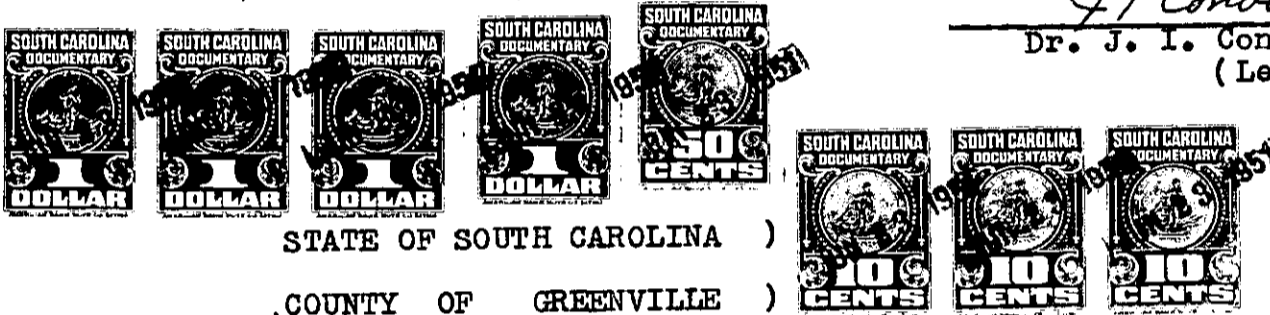 SOUTH CAROLINA DOCUMENTARY 1 DOLLAR
SOUTH CAROLINA DOCUMENTARY 1 DOLLAR
SOUTH CAROLINA DOCUMENTARY 1 DOLLAR
SOUTH CAROLINA DOCUMENTARY 1 DOLLAR
SOUTH CAROLINA DOCUMENTARY 50 CENTS
Dr. J. I. Con
(Le
SOUTH CAROLINA DOCUMENTARY 10 CENTS
SOUTH CAROLINA DOCUMENTARY 10 CENTS
SOUTH CAROLINA DOCUMENTARY 10 CENTS
1951
STATE OF SOUTH CAROLINA )
COUNTY OF GREENVILLE )